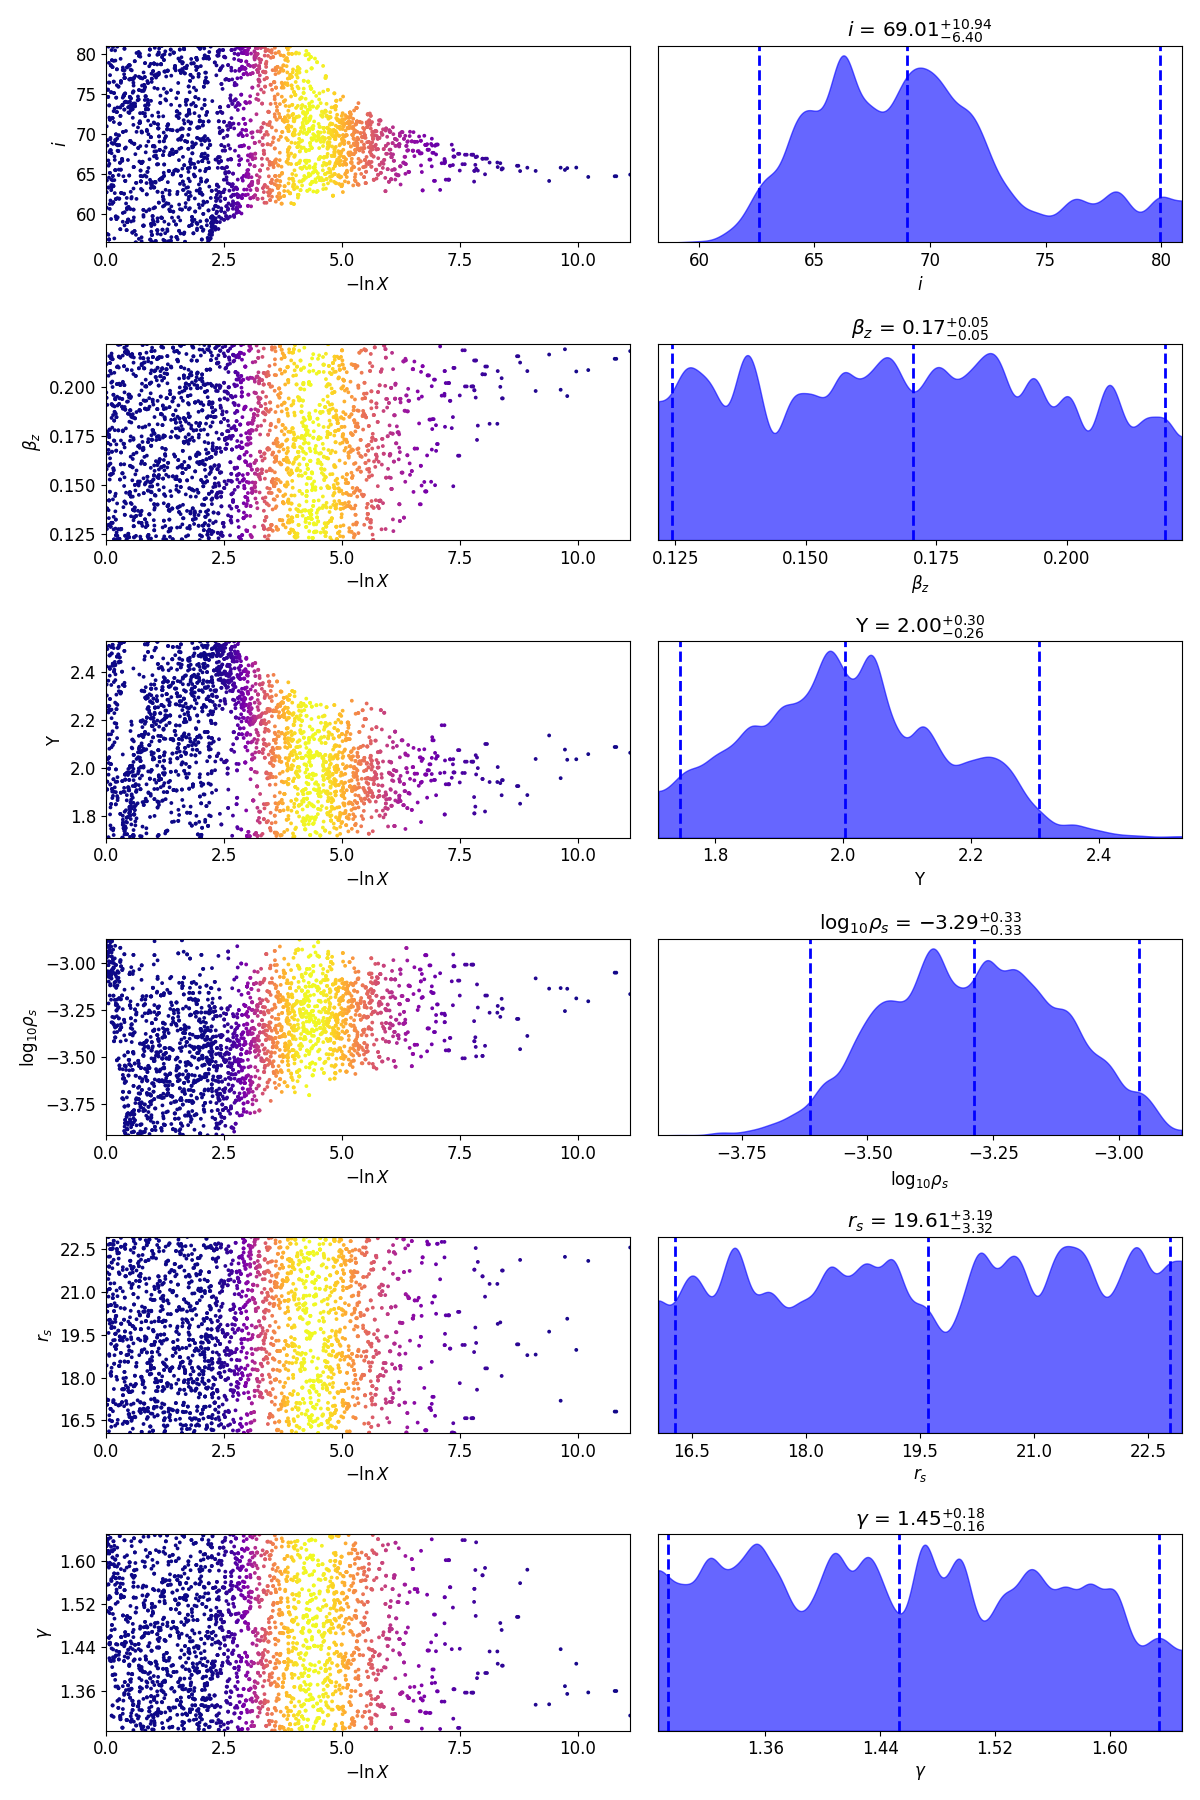 i = 69.01+10.94 −6.40
80
75
70
65
60
i
0.0 2.5 5.0 7.5 10.0
−ln X
60 65 70 75 80
i
βz = 0.17+0.05 −0.05
0.200
0.175
0.150
0.125
βz
0.0 2.5 5.0 7.5 10.0
−ln X
0.125 0.150 0.175 0.200
βz
Y = 2.00+0.30 −0.26
2.4
2.2
2.0
1.8
Y
0.0 2.5 5.0 7.5 10.0
−ln X
1.8 2.0 2.2 2.4
Y
log10ρs = −3.29+0.33 −0.33
−3.00
−3.25
−3.50
−3.75
log10ρs
0.0 2.5 5.0 7.5 10.0
−ln X
−3.75 −3.50 −3.25 −3.00
log10ρs
rs = 19.61+3.19 −3.32
22.5
21.0
19.5
18.0
16.5
rs
0.0 2.5 5.0 7.5 10.0
−ln X
16.5 18.0 19.5 21.0 22.5
rs
γ = 1.45+0.18 −0.16
1.60
1.52
1.44
1.36
γ
0.0 2.5 5.0 7.5 10.0
−ln X
1.36 1.44 1.52 1.60
γ